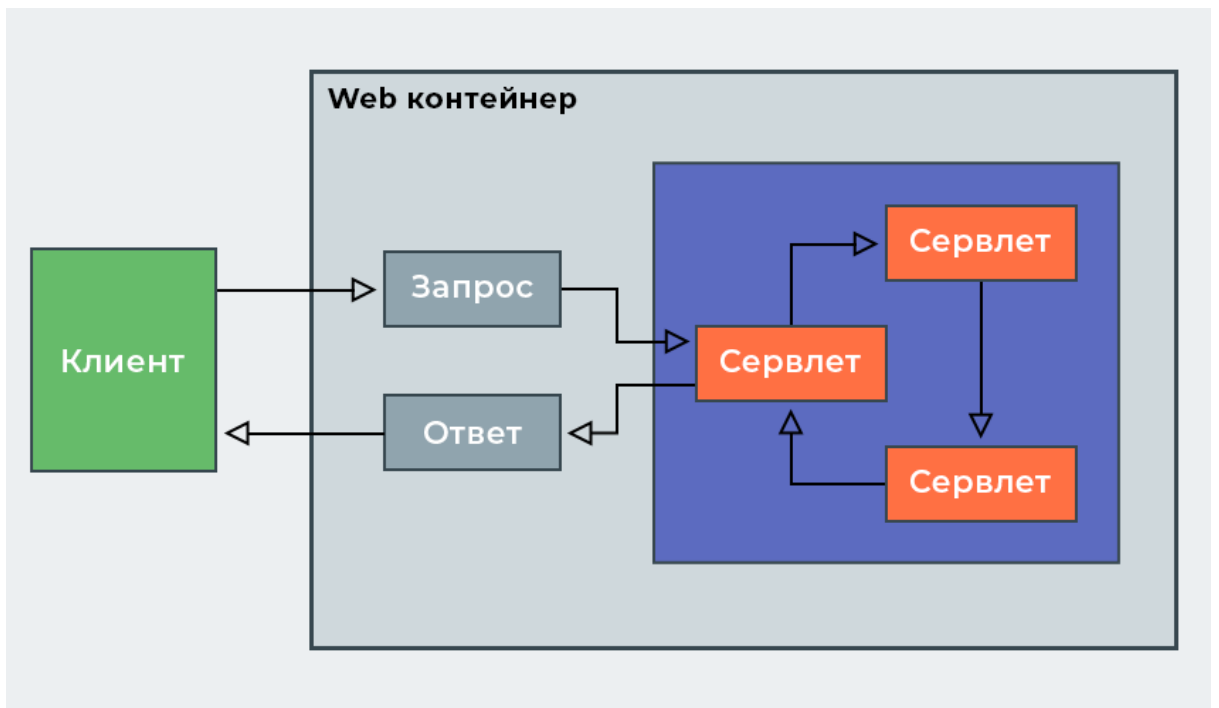 Web контейнер
Клиент
Запрос
Ответ
Сервлет
Сервлет
Сервлет